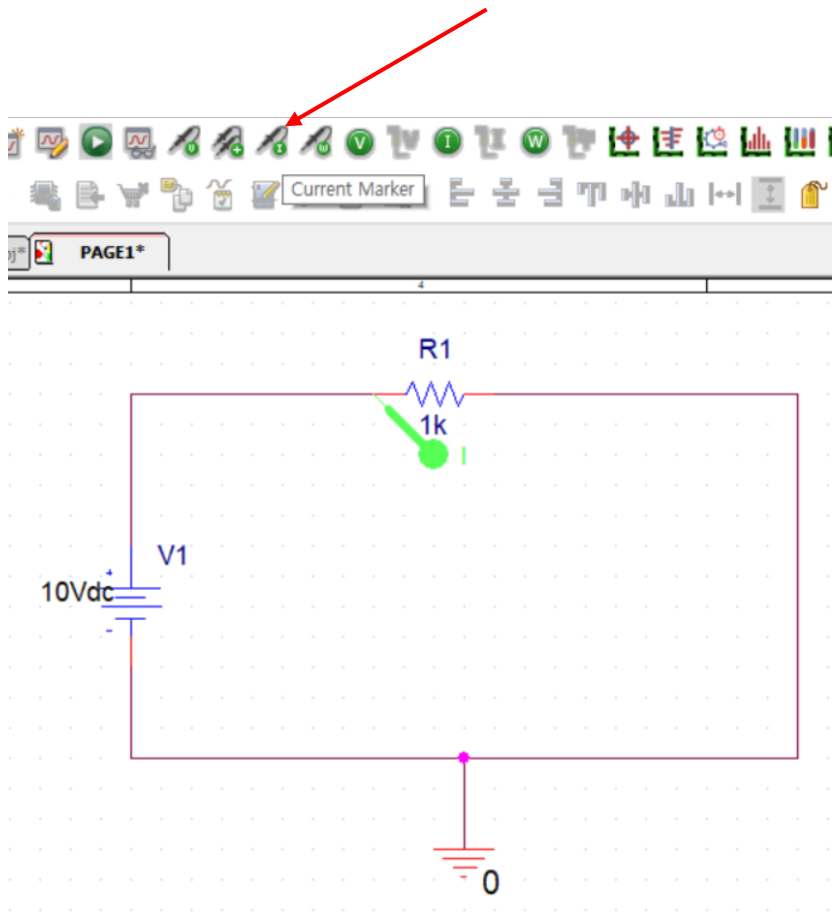 V I W
Current Marker
j* PAGE1*
4
R1
1k
I
V1
+
10Vdc
-
0